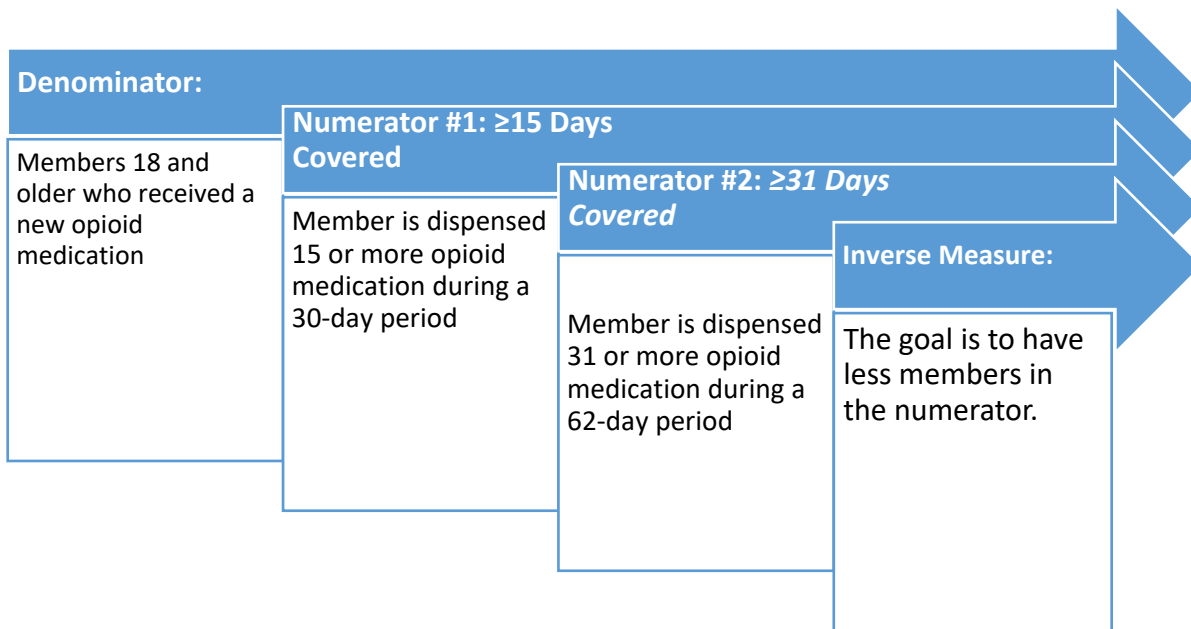 Denominator:
Members 18 and
older who received a
new opioid
medication
Numerator #1: ≥15 Days
Covered
Member is dispensed
15 or more opioid
medication during a
30-day period
Numerator #2: ≥31 Days
Covered
Member is dispensed
31 or more opioid
medication during a
62-day period
Inverse Measure:
The goal is to have
less members in
the numerator.